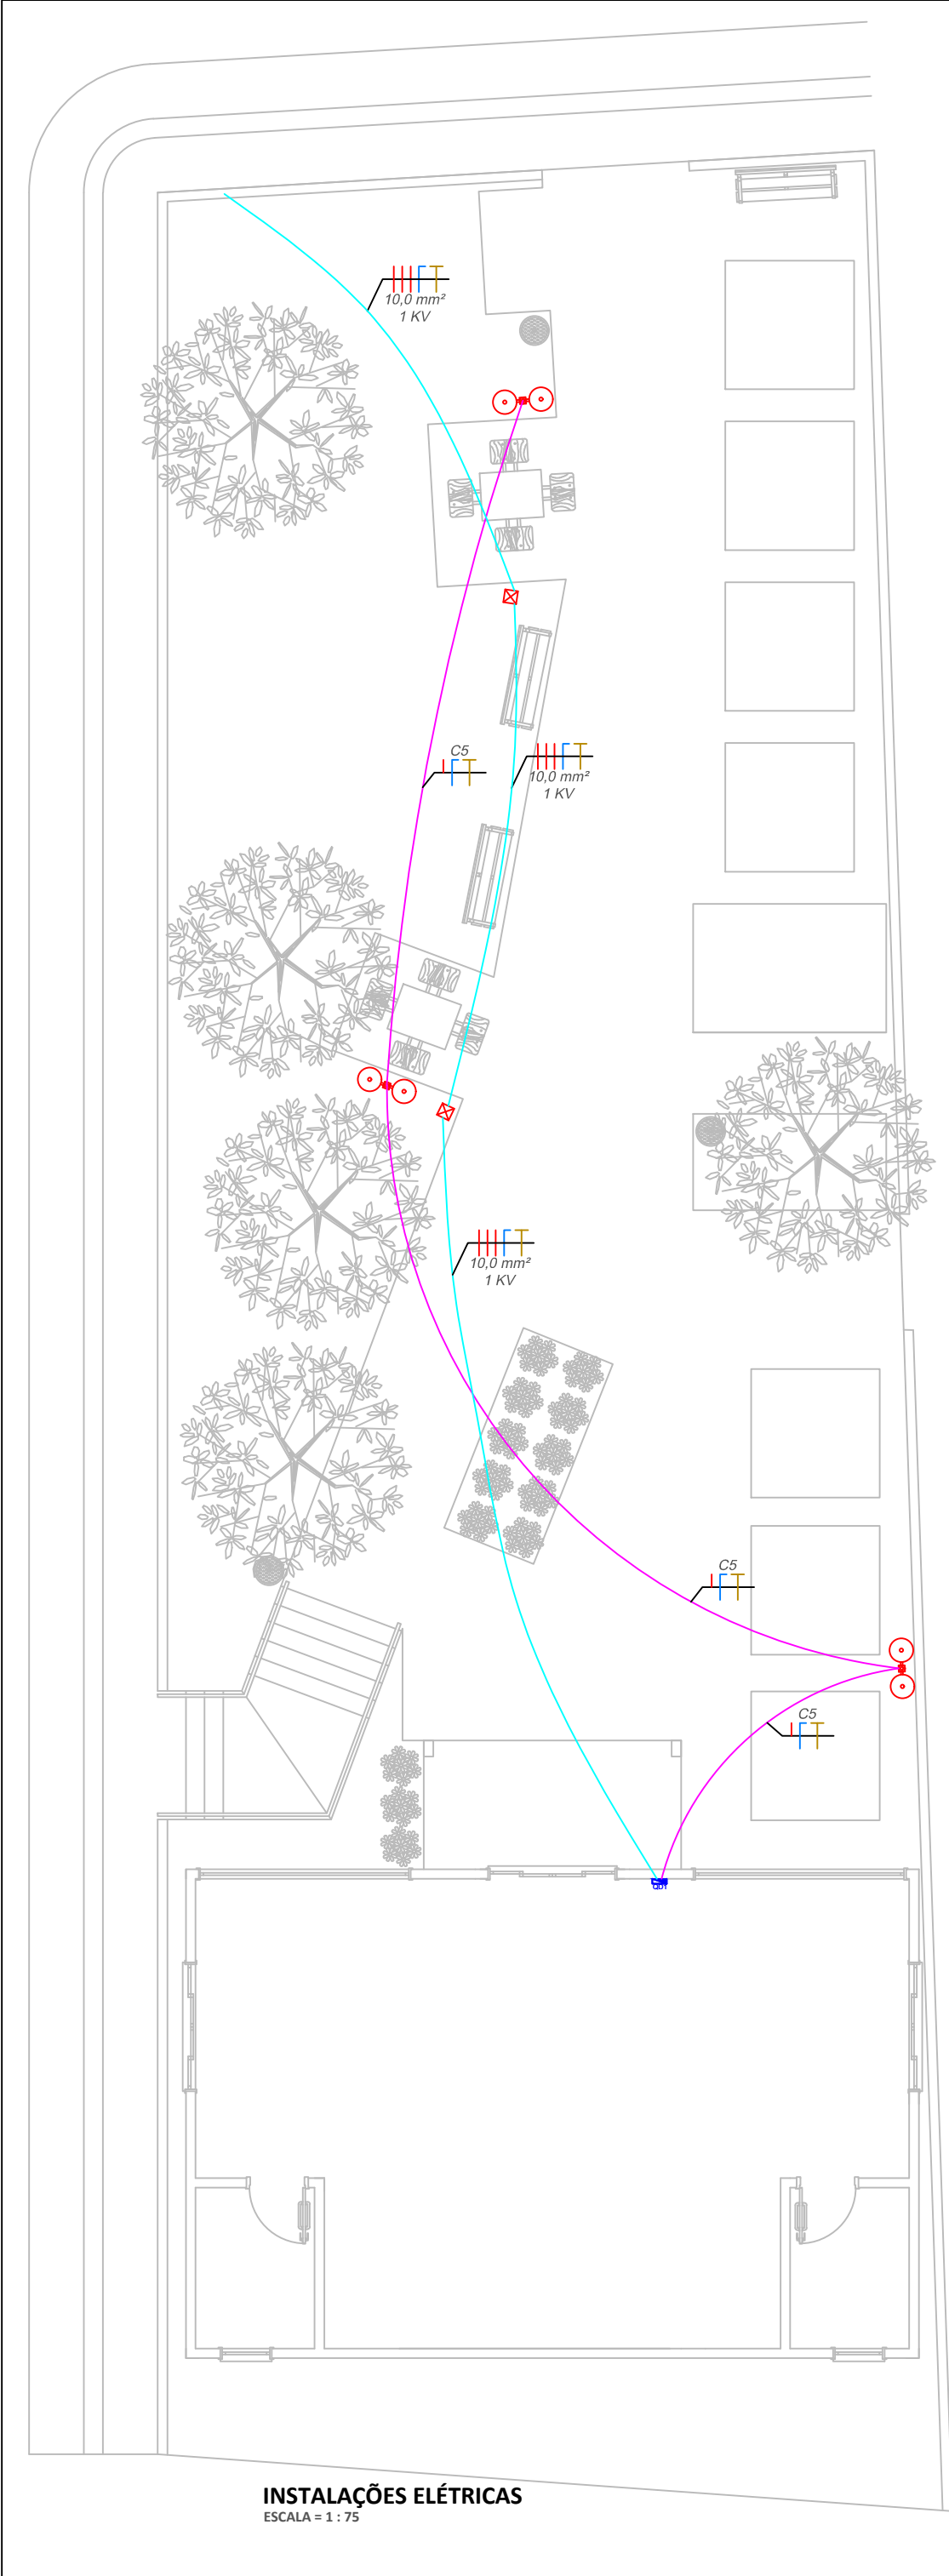 10,0 mm²
1 KV
C5
10,0 mm²
1 KV
10,0 mm²
1 KV
C5
C5
INSTALAÇÕES ELÉTRICAS
ESCALA = 1 : 75